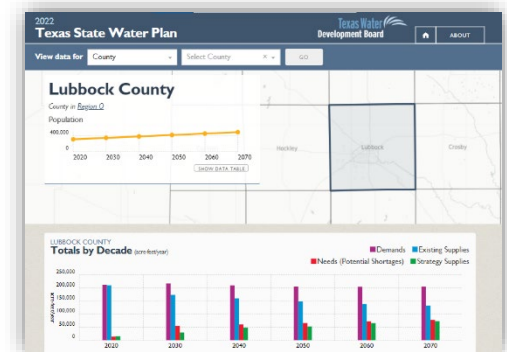 2022
Texas State Water Plan
Texas Water
Development Board
ABOUT
View data for County Select County × GO
Lubbock County
County in Region O
Population
400,000
0
2020 2030 2040 2050 2060 2070
SHOW DATA TABLE
Hockley Lubbock Crosby
LUBBOCK COUNTY
Totals by Decade (acre-feet/year)
Demands Existing Supplies
Needs (Potential Shortages) Strategy Supplies
250,000
200,000
150,000
100,000
50,000
0
2020 2030 2040 2050 2060 2070